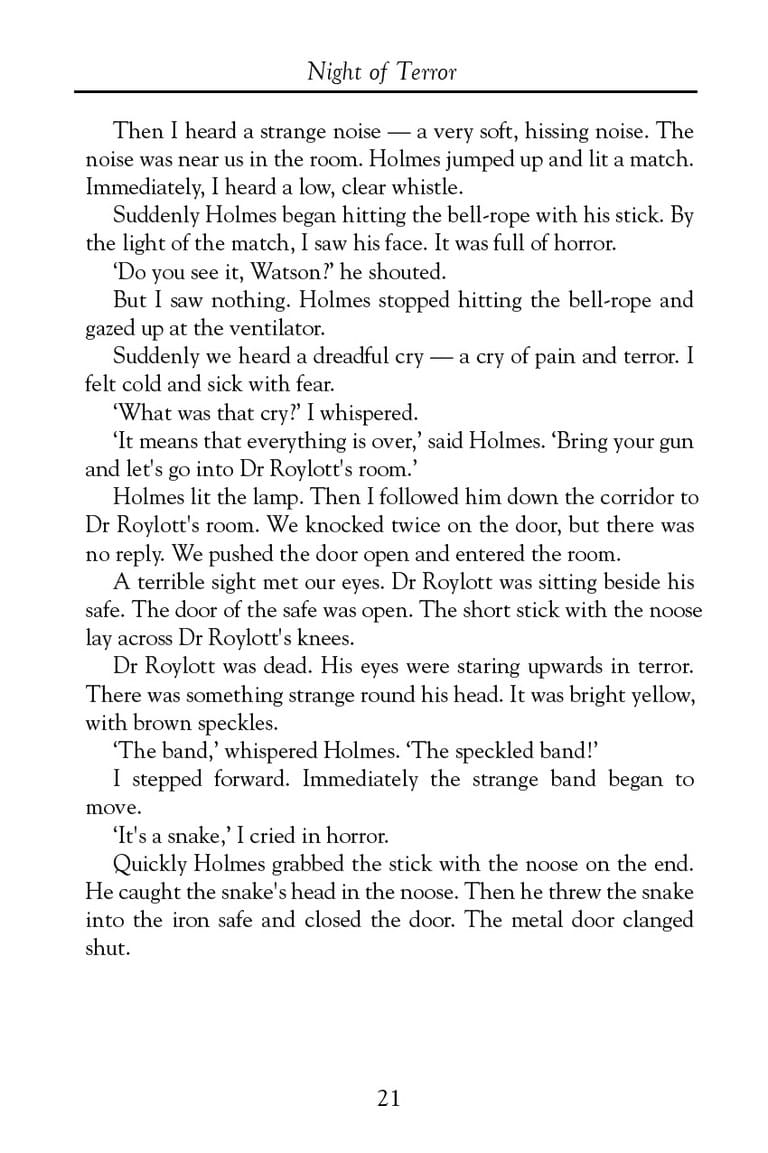 Night of Terror
Then I heard a strange noise — a very soft, hissing noise. The
noise was near us in the room. Holmes jumped up and lit a match.
Immediately, I heard a low, clear whistle.
Suddenly Holmes began hitting the bell-rope with his stick. By
the light of the match, I saw his face. It was full of horror.
‘Do you see it, Watson?’ he shouted.
But I saw nothing. Holmes stopped hitting the bell-rope and
gazed up at the ventilator.
Suddenly we heard a dreadful cry — a cry of pain and terror. I
felt cold and sick with fear.
‘What was that cry?’ I whispered.
‘It means that everything is over,’ said Holmes. ‘Bring your gun
and let's go into Dr Roylott's room.’
Holmes lit the lamp. Then I followed him down the corridor to
Dr Roylott's room. We knocked twice on the door, but there was
no reply. We pushed the door open and entered the room.
A terrible sight met our eyes. Dr Roylott was sitting beside his
safe. The door of the safe was open. The short stick with the noose
lay across Dr Roylott's knees.
Dr Roylott was dead. His eyes were staring upwards in terror.
There was something strange round his head. It was bright yellow,
with brown speckles.
‘The band,’ whispered Holmes. ‘The speckled band!’
I stepped forward. Immediately the strange band began to
move.
‘It's a snake,’ I cried in horror.
Quickly Holmes grabbed the stick with the noose on the end.
He caught the snake's head in the noose. Then he threw the snake
into the iron safe and closed the door. The metal door clanged
shut.
21